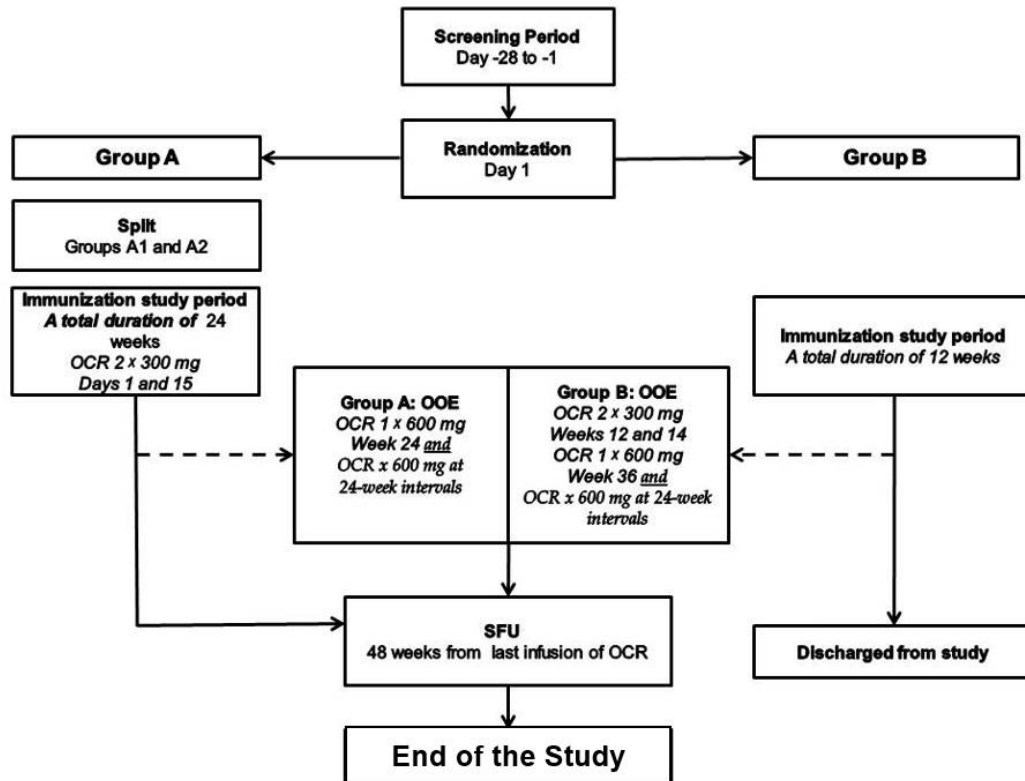 Screening Period
Day -28 to -1
Randomization
Day 1
Group A
Group B
Split
Groups A1 and A2
Immunization study period
A total duration of 24
weeks
OCR 2 × 300 mg
Days 1 and 15
Immunization study period
A total duration of 12 weeks
Group A: OOE
OCR 1 × 600 mg
Week 24 and
OCR x 600 mg at
24-week intervals
Group B: OOE
OCR 2 × 300 mg
Weeks 12 and 14
OCR 1 × 600 mg
Week 36 and
OCR x 600 mg at 24-week
intervals
SFU
48 weeks from last infusion of OCR
Discharged from study
End of the Study